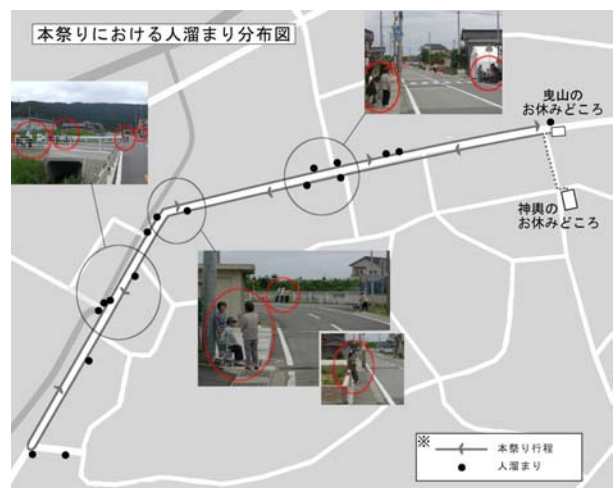 本祭りにおける人溜まり分布図
曳山の
お休みどころ
神輿の
お休みどころ
※
本祭り行程
人溜まり